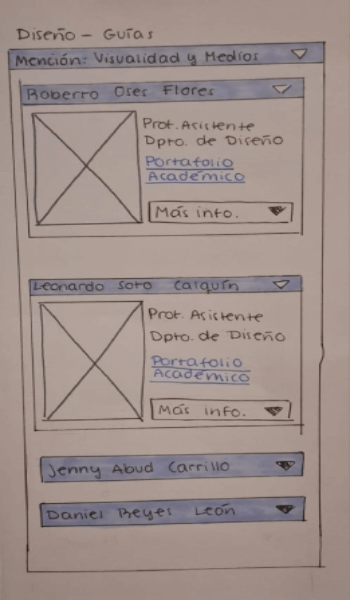 Diseño - Guías
Mención: Visualidad y Medios
Roberto Oses Flores
Prof. Asistente
Dpto. de Diseño
Portafolio
Académico
Más info.
Leonardo Soto Calquín
Prof. Asistente
Dpto. de Diseño
Portafolio
Académico
Más info.
Jenny Abud Carrillo
Daniel Reyes León